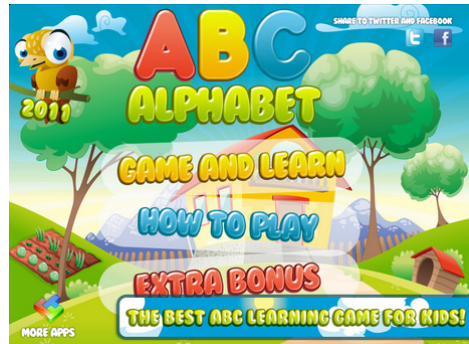 SHARE TO TWITTER AND FACEBOOK
ABC
2011
ALPHABET
GAME AND LEARN
HOW TO PLAY
EXTRA BONUS
THE BEST ABC LEARNING GAME FOR KIDS!
MORE APPS